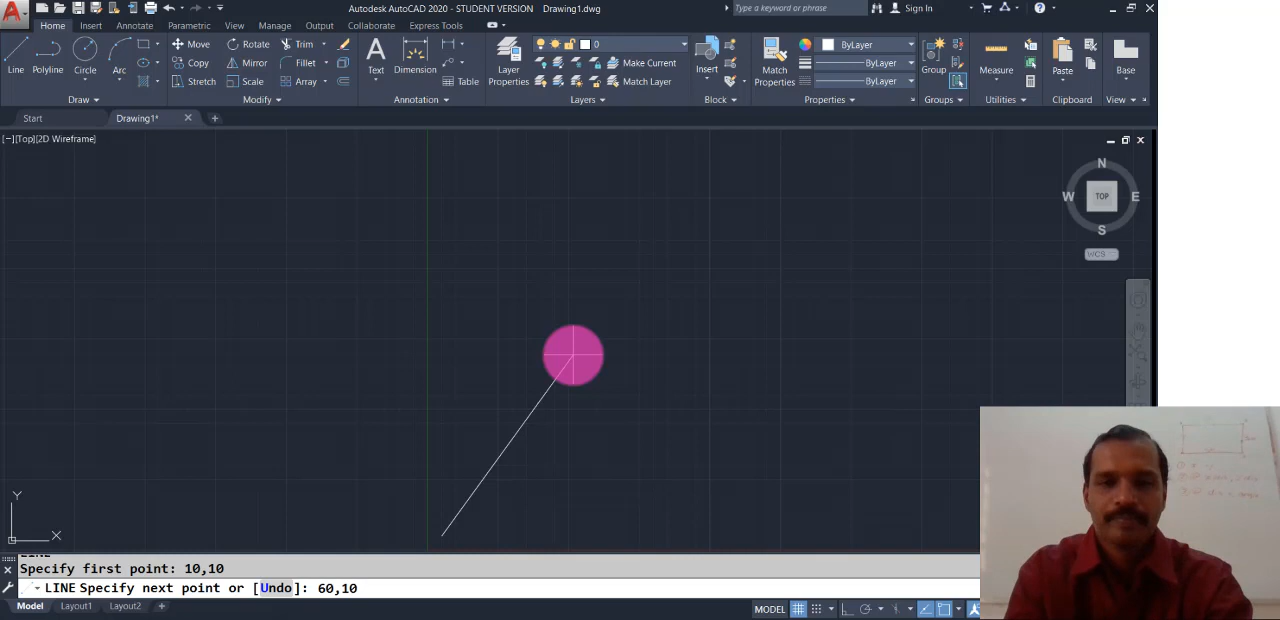 Autodesk AutoCAD 2020 - STUDENT VERSION Drawing1.dwg
Type a keyword or phrase
Sign In
Home Insert Annotate Parametric View Manage Output Collaborate Express Tools
Line Polyline Circle Arc
Move Rotate Trim
Copy Mirror Fillet
Stretch Scale Array
Text Dimension
Table
Layer Properties
0
Make Current
Match Layer
Insert
Match Properties
ByLayer
ByLayer
ByLayer
Group
Measure
Paste
Base
Draw Modify Annotation Layers Block Properties Groups Utilities Clipboard View
Start Drawing1*
[−][Top][2D Wireframe]
N
W TOP E
S
WCS
Y
X
LINE
Specify first point: 10,10
LINE Specify next point or [Undo]: 60,10
Model Layout1 Layout2
MODEL